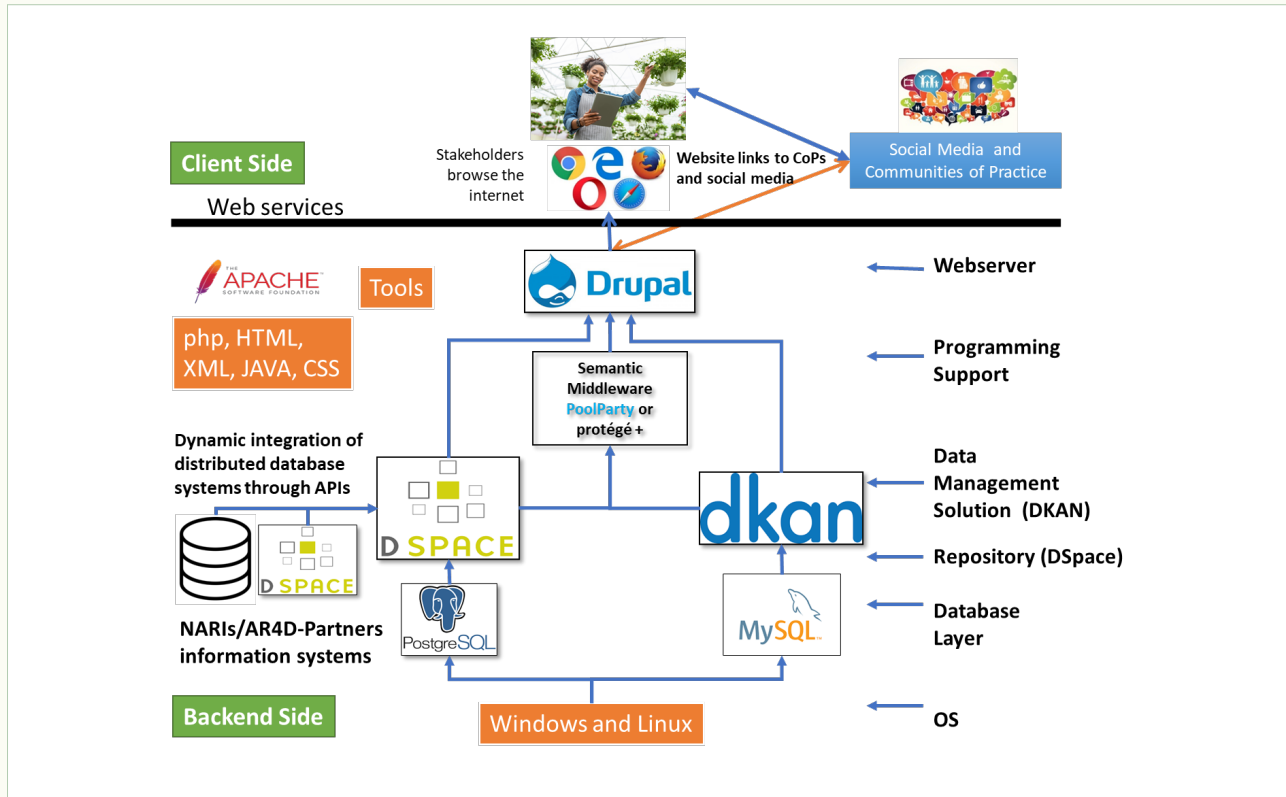 Client Side
Web services
Stakeholders
browse the
internet
Website links to CoPs
and social media
Social Media and
Communities of Practice
THE
APACHE
SOFTWARE FOUNDATION
Tools
php, HTML,
XML, JAVA, CSS
Drupal
Webserver
Programming
Support
Semantic
Middleware
PoolParty or
protégé +
Dynamic integration of
distributed database
systems through APIs
D SPACE
D SPACE
dkan
Data
Management
Solution (DKAN)
Repository (DSpace)
NARIs/AR4D-Partners
information systems
PostgreSQL
MySQL
Database
Layer
Backend Side
Windows and Linux
OS